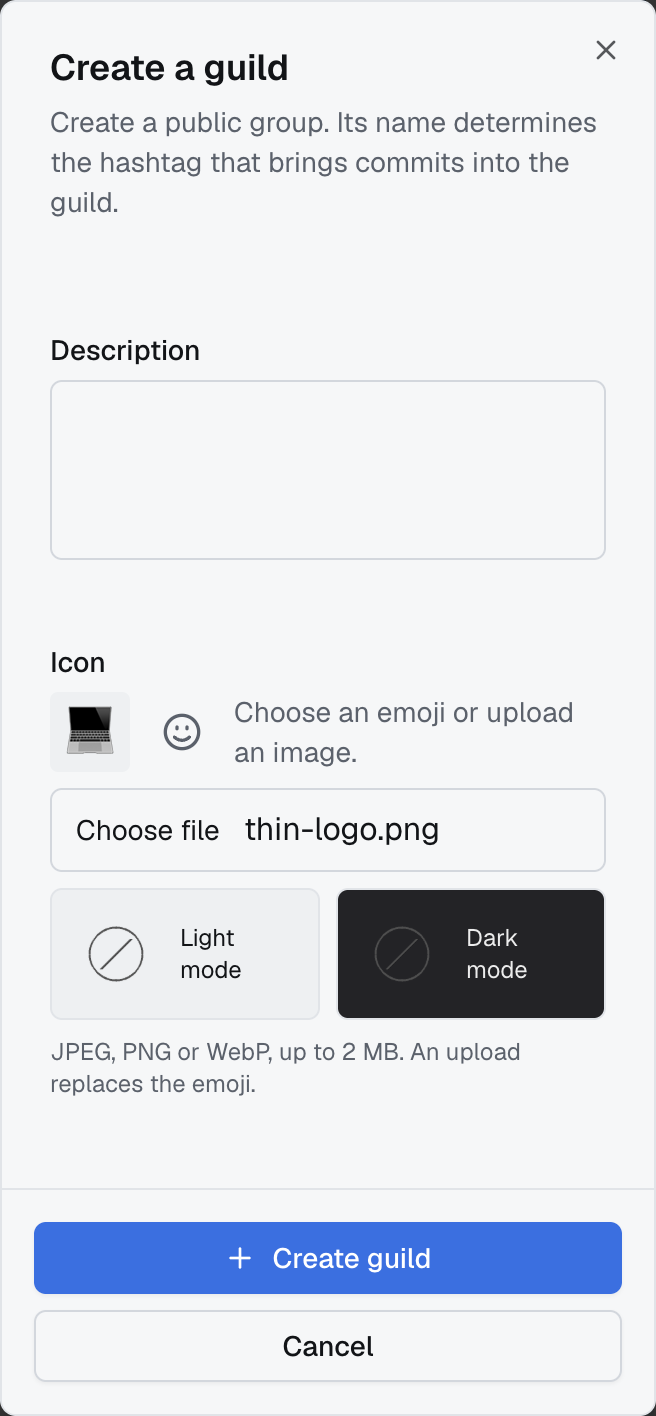 Create a guild
Create a public group. Its name determines
the hashtag that brings commits into the
guild.
Description
Icon
Choose an emoji or upload
an image.
Choose file thin-logo.png
Light
mode
Dark
mode
JPEG, PNG or WebP, up to 2 MB. An upload
replaces the emoji.
Create guild
Cancel